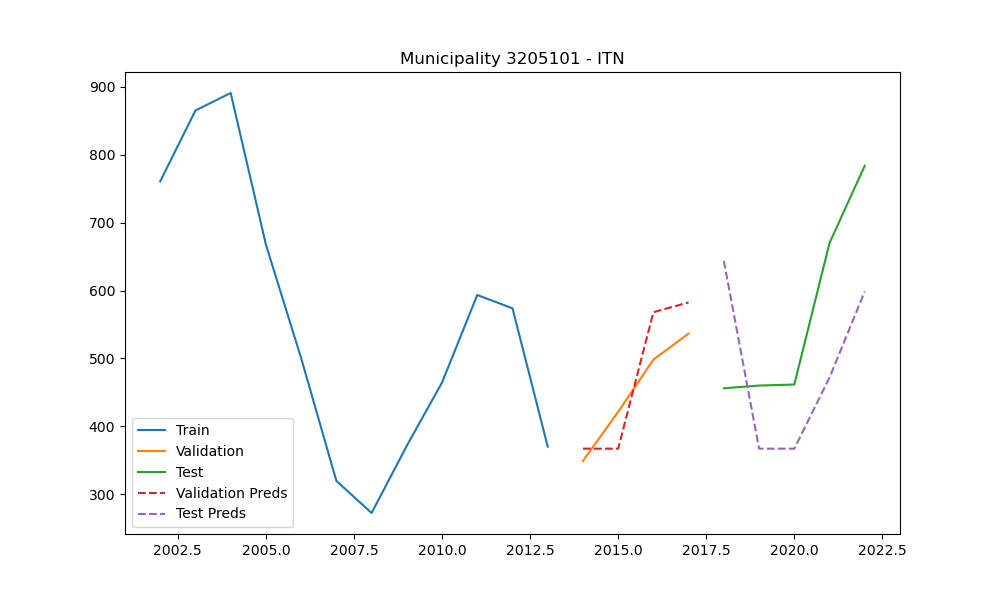 Municipality 3205101 - ITN
900
800
700
600
500
400
300
Train
Validation
Test
Validation Preds
Test Preds
2002.5 2005.0 2007.5 2010.0 2012.5 2015.0 2017.5 2020.0 2022.5